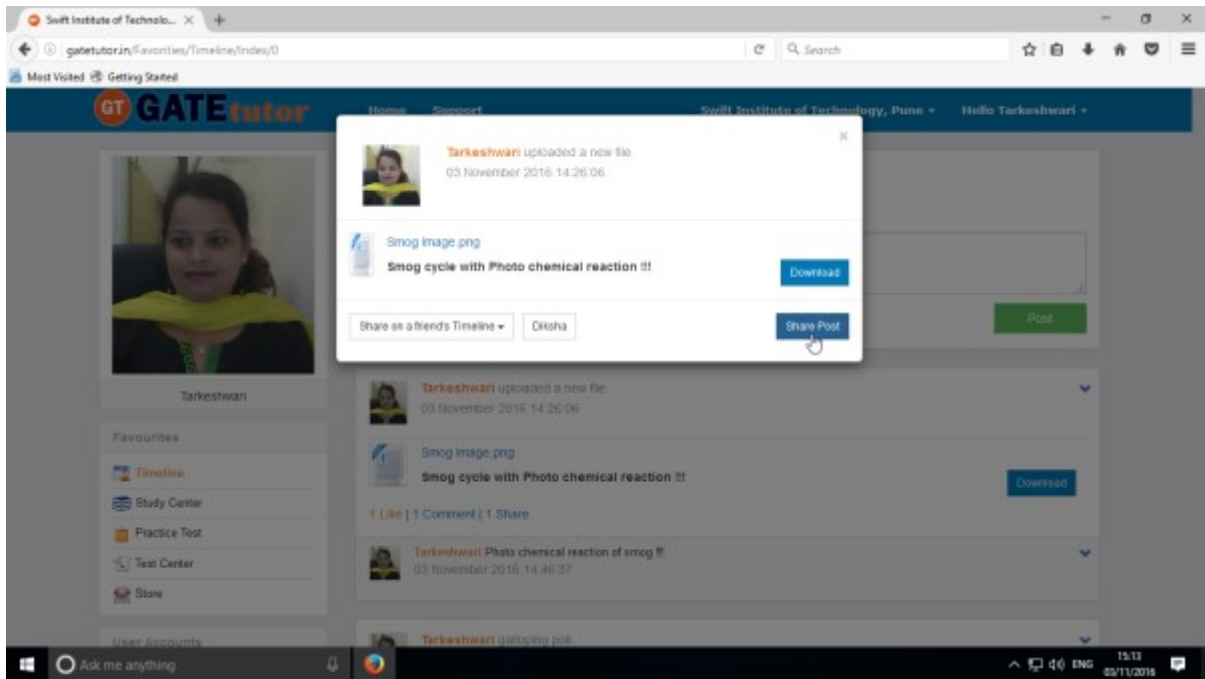 Swift Institute of Technolo...
gatetutor.in/Favorities/Timeline/Index/0
Search
Most Visited Getting Started
GT GATEtutor Home Support Swift Institute of Technology, Pune Hello Tarkeshwari
Tarkeshwari uploaded a new file.
03 November 2016 14:26:06
Smog Image.png
Smog cycle with Photo chemical reaction !!!
Download
Share on a friend's Timeline Diksha Share Post
Post
Tarkeshwari
Favourites
Timeline
Study Center
Practice Test
Test Center
Store
User Accounts
Tarkeshwari uploaded a new file.
03 November 2016 14:26:06
Smog Image.png
Smog cycle with Photo chemical reaction !!!
Download
1 Like | 1 Comment | 1 Share
Tarkeshwari Photo chemical reaction of smog !!!
03 November 2016 14:46:37
Tarkeshwari galloping poll
Ask me anything
ENG
15:13
03/11/2016